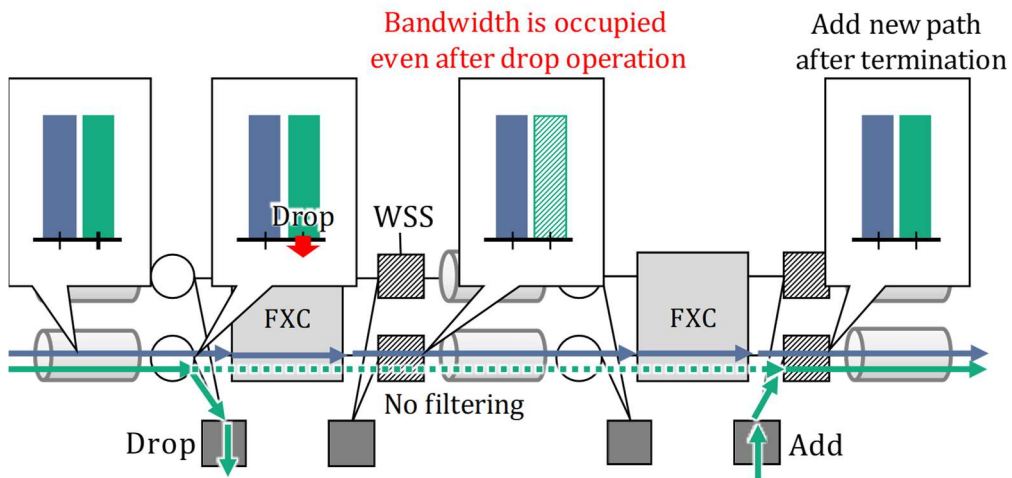 Bandwidth is occupied
even after drop operation
Add new path
after termination
Drop
WSS
FXC
FXC
No filtering
Drop
Add